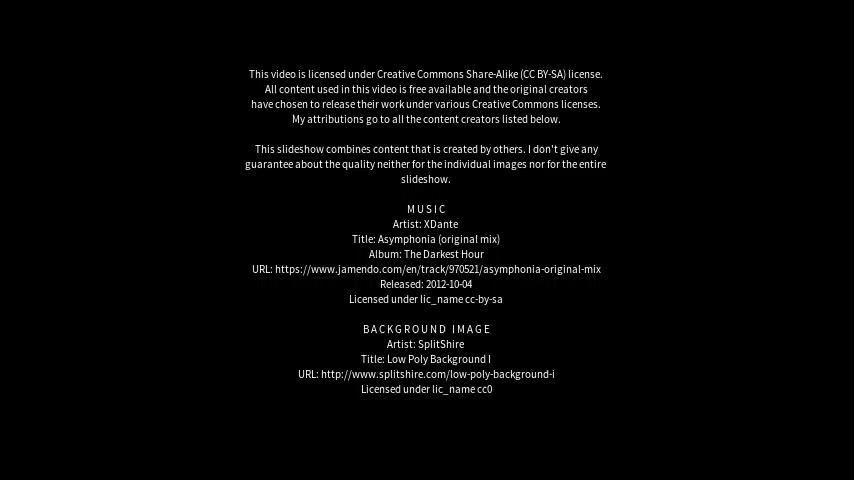 This video is licensed under Creative Commons Share-Alike (CC BY-SA) license.
All content used in this video is free available and the original creators
have chosen to release their work under various Creative Commons licenses.
My attributions go to all the content creators listed below.
This slideshow combines content that is created by others. I don't give any
guarantee about the quality neither for the individual images nor for the entire
slideshow.
MUSIC
Artist: XDante
Title: Asymphonia (original mix)
Album: The Darkest Hour
URL: https://www.jamendo.com/en/track/970521/asymphonia-original-mix
Released: 2012-10-04
Licensed under lic_name cc-by-sa
BACKGROUND IMAGE
Artist: SplitShire
Title: Low Poly Background I
URL: http://www.splitshire.com/low-poly-background-i
Licensed under lic_name cc0